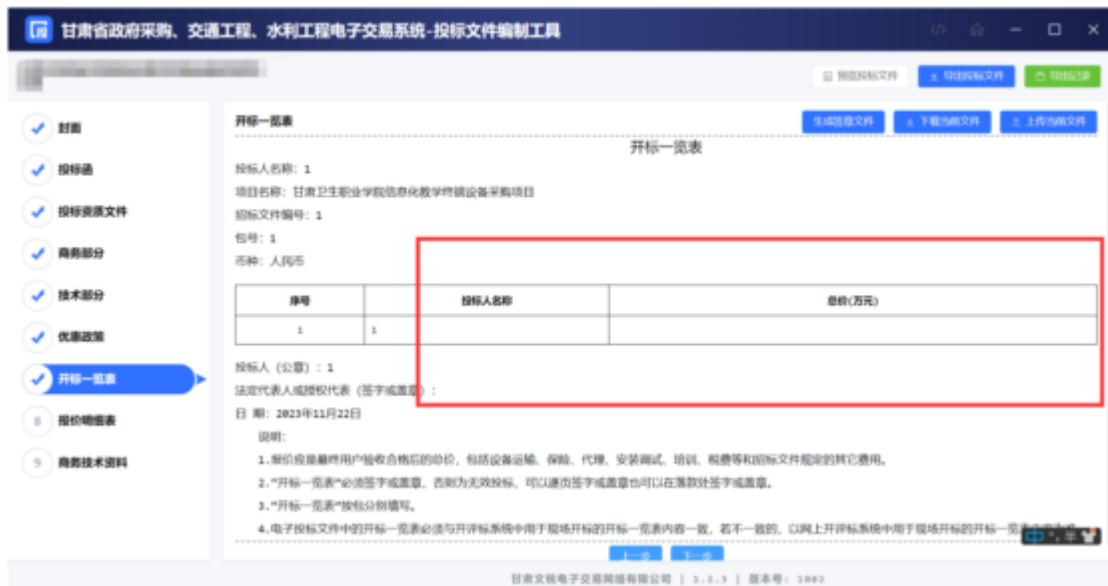 甘肃省政府采购、交通工程、水利工程电子交易系统-投标文件编制工具
预览投标文件
导出投标文件
导出记录
封面
投标函
投标资质文件
商务部分
技术部分
优惠政策
开标一览表
8 报价明细表
9 商务技术资料
开标一览表
生成签章文件
下载当前文件
上传当前文件
开标一览表
投标人名称: 1
项目名称: 甘肃卫生职业学院信息化教学终端设备采购项目
招标文件编号: 1
包号: 1
币种: 人民币
序号 投标人名称 总价(万元)
1 1
投标人 (公章) : 1
法定代表人或授权代表 (签字或盖章) :
日 期: 2023年11月22日
说明:
1.报价应是最终用户验收合格后的总价, 包括设备运输、保险、代理、安装调试、培训、税费等和招标文件规定的其它费用。
2."开标一览表"必须签字或盖章, 否则为无效投标, 可以逐页签字或盖章也可以在落款处签字或盖章。
3."开标一览表"按包分别填写。
4.电子投标文件中的开标一览表必须与开评标系统中用于现场开标的开标一览表内容一致, 若不一致的, 以网上开评标系统中用于现场开标的开标一览
中 半
上一步
下一步
甘肃文锐电子交易网络有限公司 | 1.2.3 | 版本号: 1002